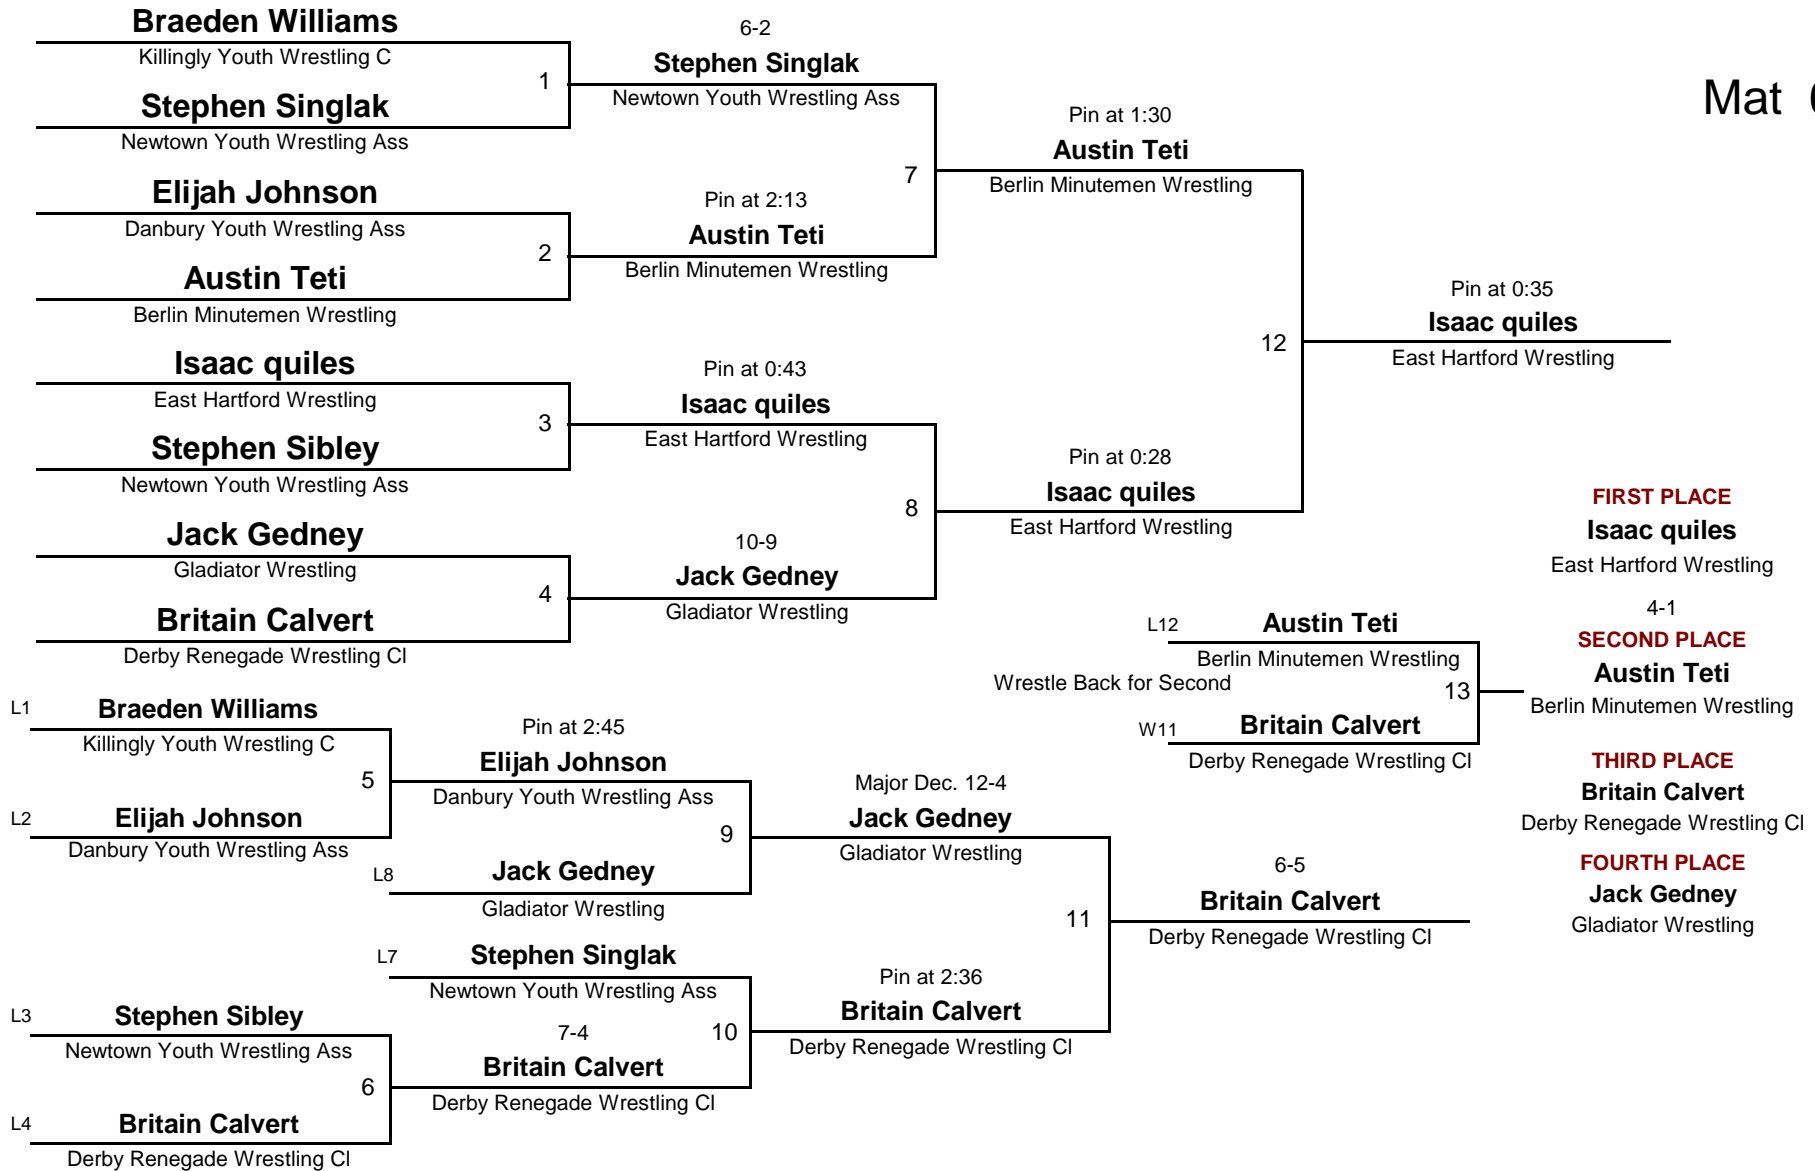 Braeden Williams
Killingly Youth Wrestling C
1
Stephen Singlak
Newtown Youth Wrestling Ass
Elijah Johnson
Danbury Youth Wrestling Ass
2
Austin Teti
Berlin Minutemen Wrestling
Isaac quiles
East Hartford Wrestling
3
Stephen Sibley
Newtown Youth Wrestling Ass
Jack Gedney
Gladiator Wrestling
4
Britain Calvert
Derby Renegade Wrestling Cl
6-2
Stephen Singlak
Newtown Youth Wrestling Ass
7
Pin at 2:13
Austin Teti
Berlin Minutemen Wrestling
Pin at 0:43
Isaac quiles
East Hartford Wrestling
8
10-9
Jack Gedney
Gladiator Wrestling
Pin at 1:30
Austin Teti
Berlin Minutemen Wrestling
12
Pin at 0:28
Isaac quiles
East Hartford Wrestling
Mat
Pin at 0:35
Isaac quiles
East Hartford Wrestling
FIRST PLACE
Isaac quiles
East Hartford Wrestling
4-1
SECOND PLACE
Austin Teti
Berlin Minutemen Wrestling
THIRD PLACE
Britain Calvert
Derby Renegade Wrestling Cl
FOURTH PLACE
Jack Gedney
Gladiator Wrestling
L12 Austin Teti
Berlin Minutemen Wrestling
Wrestle Back for Second
13
W11 Britain Calvert
Derby Renegade Wrestling Cl
L1 Braeden Williams
Killingly Youth Wrestling C
5
L2 Elijah Johnson
Danbury Youth Wrestling Ass
Pin at 2:45
Elijah Johnson
Danbury Youth Wrestling Ass
9
L8 Jack Gedney
Gladiator Wrestling
L7 Stephen Singlak
Newtown Youth Wrestling Ass
10
7-4
Britain Calvert
Derby Renegade Wrestling Cl
L3 Stephen Sibley
Newtown Youth Wrestling Ass
6
L4 Britain Calvert
Derby Renegade Wrestling Cl
Major Dec. 12-4
Jack Gedney
Gladiator Wrestling
11
Pin at 2:36
Britain Calvert
Derby Renegade Wrestling Cl
6-5
Britain Calvert
Derby Renegade Wrestling Cl